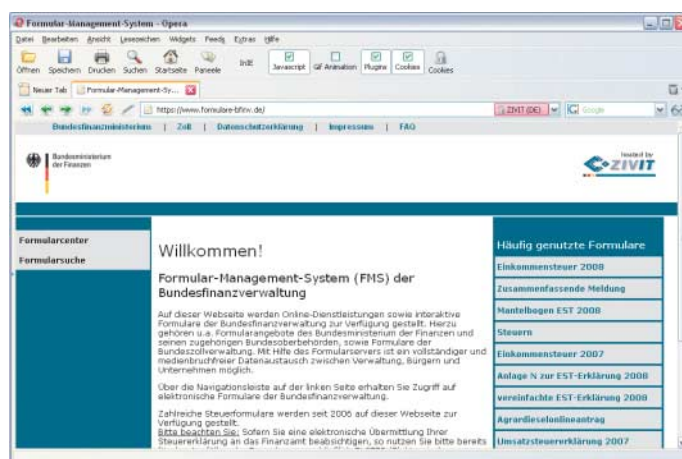 Formular-Management-System - Opera
Datei Bearbeiten Ansicht Lesezeichen Widgets Feeds Extras Hilfe
Öffnen Speichern Drucken Suchen Startseite Paneele Javascript GIF Animation Plugins Cookies Cookies
Neuer Tab Formular-Management-Sy...
https://www.formulare-bfinv.de/ ZIVIT (DE) Google
Bundesfinanzministerium | Zoll | Datenschutzerklärung | Impressum | FAQ
Bundesministerium
der Finanzen
hosted by
ZIVIT
Formularcenter
Formularsuche
Willkommen!
Formular-Management-System (FMS) der
Bundesfinanzverwaltung
Auf dieser Webseite werden Online-Dienstleistungen sowie interaktive
Formulare der Bundesfinanzverwaltung zur Verfügung gestellt. Hierzu
gehören u.a. Formularangebote des Bundesministerium der Finanzen und
seinen zugehörigen Bundesoberbehörden, sowie Formulare der
Bundeszollverwaltung. Mit Hilfe des Formularservers ist ein vollständiger und
medienbruchfreier Datenaustausch zwischen Verwaltung, Bürgern und
Unternehmen möglich.
Über die Navigationsleiste auf der linken Seite erhalten Sie Zugriff auf
elektronische Formulare der Bundesfinanzverwaltung.
Zahlreiche Steuerformulare werden seit 2006 auf dieser Webseite zur
Verfügung gestellt.
Bitte beachten Sie: Sofern Sie eine elektronische Übermittlung Ihrer
Steuererklärung an das Finanzamt beabsichtigen, so nutzen Sie bitte bereits
Häufig genutzte Formulare
Einkommensteuer 2008
Zusammenfassende Meldung
Mantelbogen EST 2008
Steuern
Einkommensteuer 2007
Anlage N zur EST-Erklärung 2008
vereinfachte EST-Erklärung 2008
Agrardieselonlineantrag
Umsatzsteuererklärung 2007